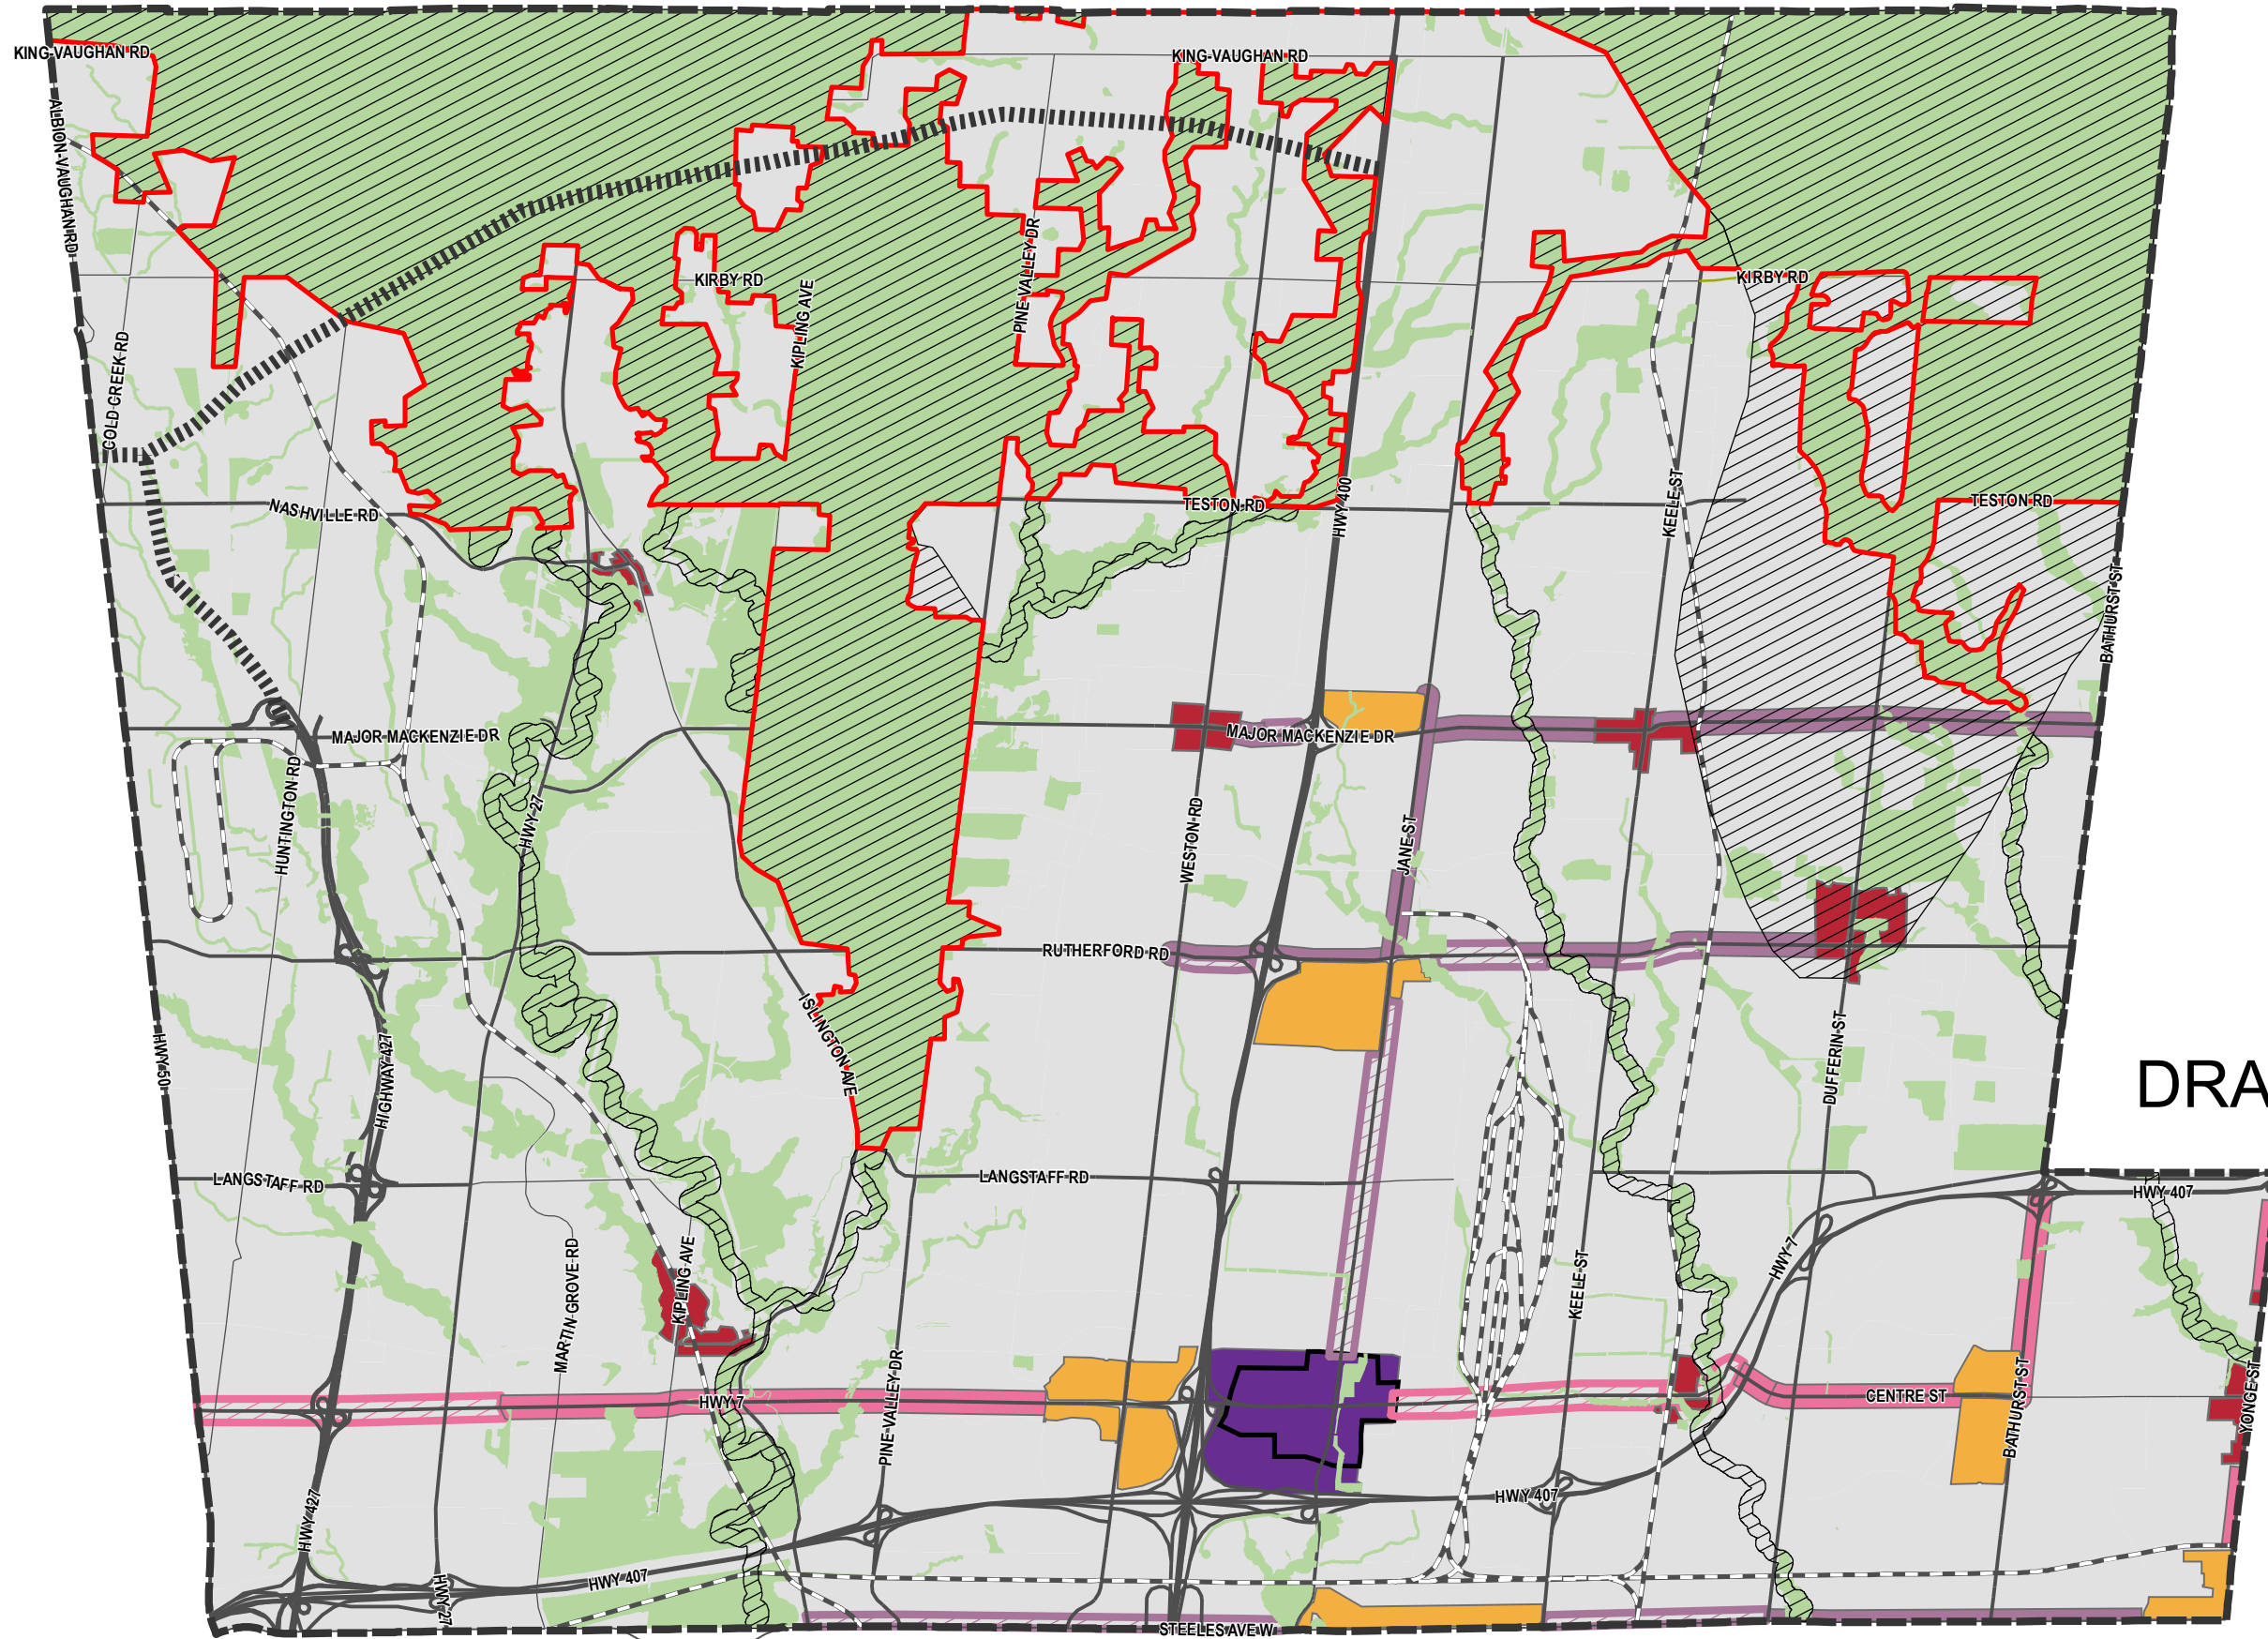 KING-VAUGHAN RD
KING-VAUGHAN RD
ALBION-VAUGHAN RD
PINE VALLEY DR
KIRBY RD
KIRBY RD
KIPLING AVE
COLD CREEK RD
NASHVILLE RD
TESTON RD
TESTON RD
HWY 400
KEELE ST
BATHURST ST
MAJOR MACKENZIE DR
MAJOR MACKENZIE DR
HUNTINGTON RD
HWY 27
WESTON RD
JANE ST
RUTHERFORD RD
ISLINGTON AVE
HWY 50
HIGHWAY 427
DUFFERIN ST
DRA
LANGSTAFF RD
LANGSTAFF RD
HWY 407
MARTIN GROVE RD
KIPLING AVE
KEELE ST
HWY 7
PINE VALLEY DR
HWY 7
CENTRE ST
BATHURST ST
YONGE ST
HWY 427
HWY 407
HWY 407
HWY 27
STEELES AVE W